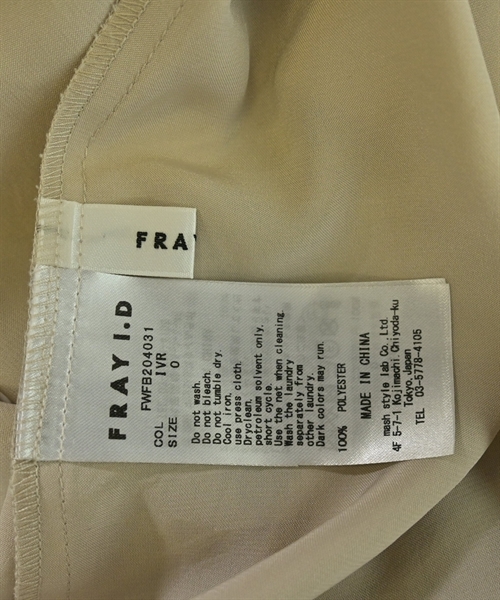 FRAY
FRAY I.D
FWFB204031
COL IVR
SIZE 0
Do not wash.
Do not bleach.
Do not tumble dry.
Cool iron.
use press cloth.
Dryclean.
petroleum solvent only.
short cycle.
Use the net when cleaning.
Wash the laundry
separately from
other laundry.
Dark colors may run.
100% POLYESTER
MADE IN CHINA
mash style lab Co., Ltd.
4F 5-7-1 Kojimachi Chiyoda-ku
Tokyo, Japan
TEL 03-5778-4105